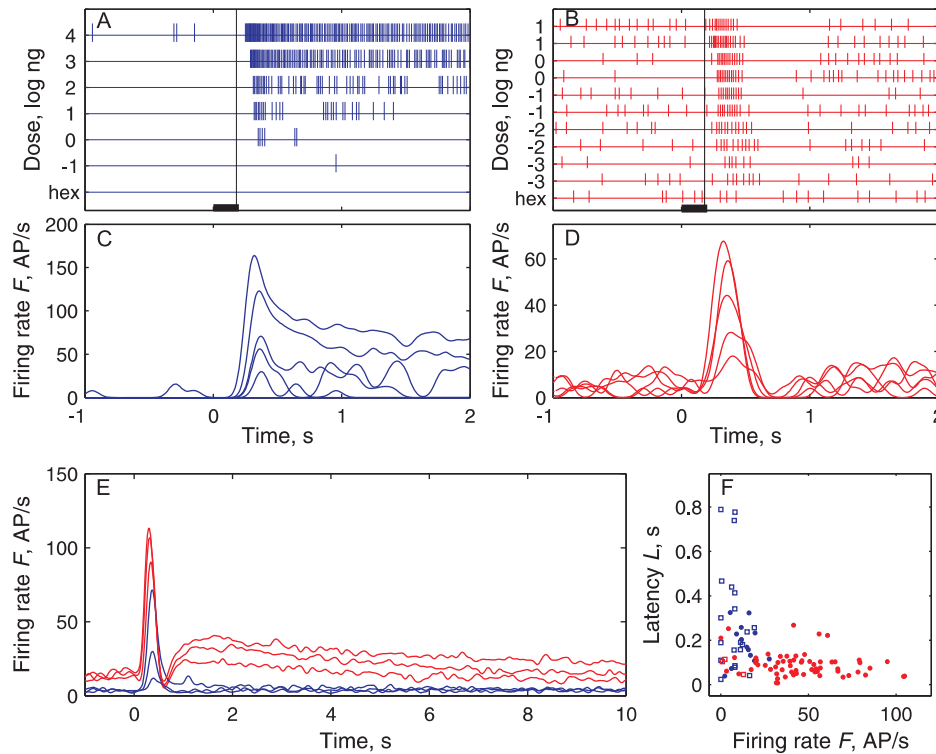 A
B
Dose, log ng
4
3
2
1
0
-1
hex
Dose, log ng
1
1
0
0
-1
-1
-2
-2
-3
-3
hex
C
Firing rate F, AP/s
200
150
100
50
0
-1
0
1
2
Time, s
D
Firing rate F, AP/s
60
40
20
0
-1
0
1
2
Time, s
E
Firing rate F, AP/s
150
100
50
0
0
2
4
6
8
10
Time, s
F
Latency L, s
0.8
0.6
0.4
0.2
0
0
50
100
Firing rate F, AP/s